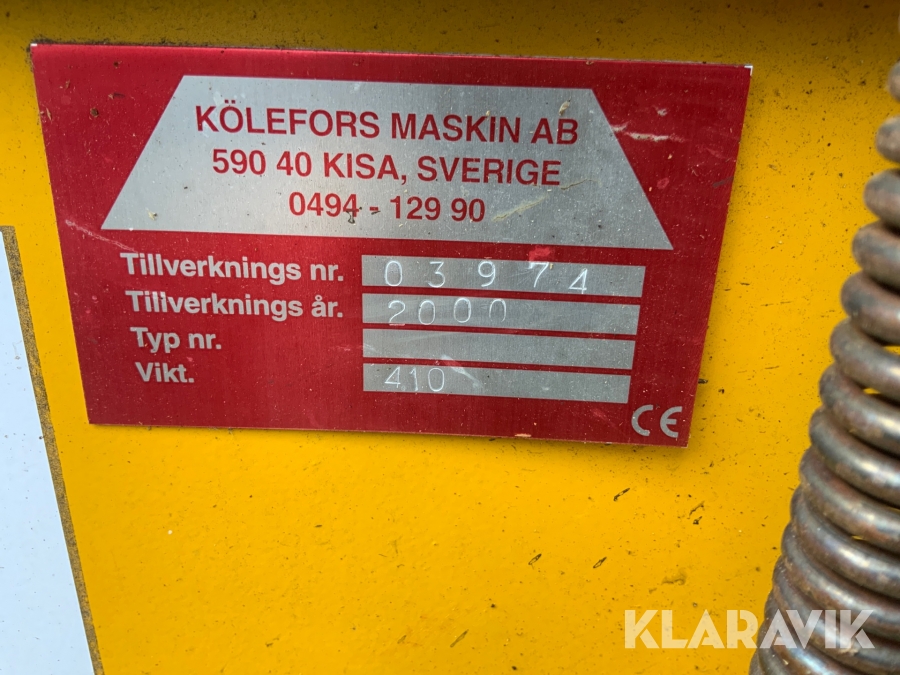 KÖLEFORS MASKIN AB
590 40 KISA, SVERIGE
0494 - 129 90
Tillverknings nr. 03974
Tillverknings år. 2000
Typ nr.
Vikt. 410
CE
KLARAVIK